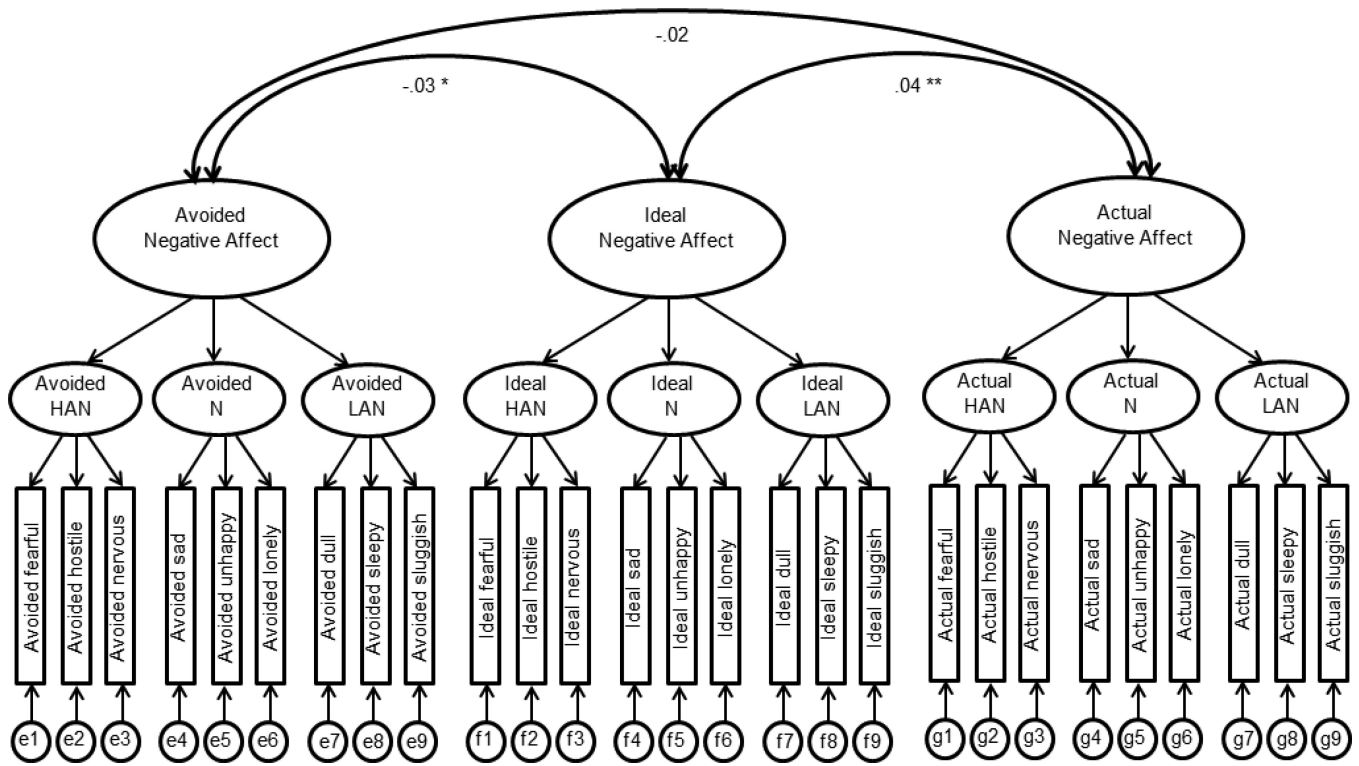 -.02
-.03 *
.04 **
Avoided
Negative Affect
Ideal
Negative Affect
Actual
Negative Affect
Avoided
HAN
Avoided
N
Avoided
LAN
Ideal
HAN
Ideal
N
Ideal
LAN
Actual
HAN
Actual
N
Actual
LAN
Avoided fearful
Avoided hostile
Avoided nervous
Avoided sad
Avoided unhappy
Avoided lonely
Avoided dull
Avoided sleepy
Avoided sluggish
Ideal fearful
Ideal hostile
Ideal nervous
Ideal sad
Ideal unhappy
Ideal lonely
Ideal dull
Ideal sleepy
Ideal sluggish
Actual fearful
Actual hostile
Actual nervous
Actual sad
Actual unhappy
Actual lonely
Actual dull
Actual sleepy
Actual sluggish
e1
e2
e3
e4
e5
e6
e7
e8
e9
f1
f2
f3
f4
f5
f6
f7
f8
f9
g1
g2
g3
g4
g5
g6
g7
g8
g9